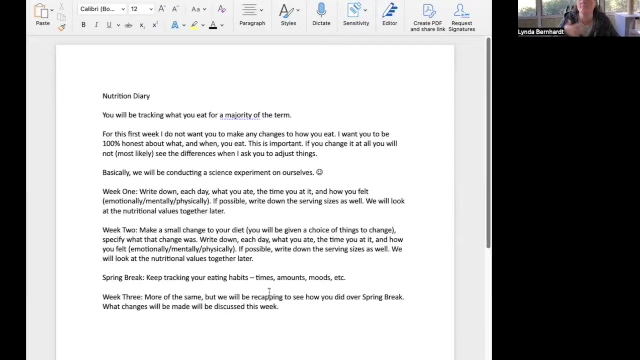 Calibri (Bo...
12
Paste
Paragraph
Styles
Dictate
Sensitivity
Editor
Create PDF
and share link
Request
Signatures
Lynda Bernhardt
Nutrition Diary
You will be tracking what you eat for a majority of the term.
For this first week I do not want you to make any changes to how you eat. I want you to be
100% honest about what, and when, you eat. This is important. If you change it at all you will
not (most likely) see the differences when I ask you to adjust things.
Basically, we will be conducting a science experiment on ourselves. ☺
Week One: Write down, each day, what you ate, the time you at it, and how you felt
(emotionally/mentally/physically). If possible, write down the serving sizes as well. We will look
at the nutritional values together later.
Week Two: Make a small change to your diet (you will be given a choice of things to change),
specify what that change was. Write down, each day, what you ate, the time you at it, and how
you felt (emotionally/mentally/physically). If possible, write down the serving sizes as well. We
will look at the nutritional values together later.
Spring Break: Keep tracking your eating habits – times, amounts, moods, etc.
Week Three: More of the same, but we will be recapping to see how you did over Spring Break.
What changes will be made will be discussed this week.